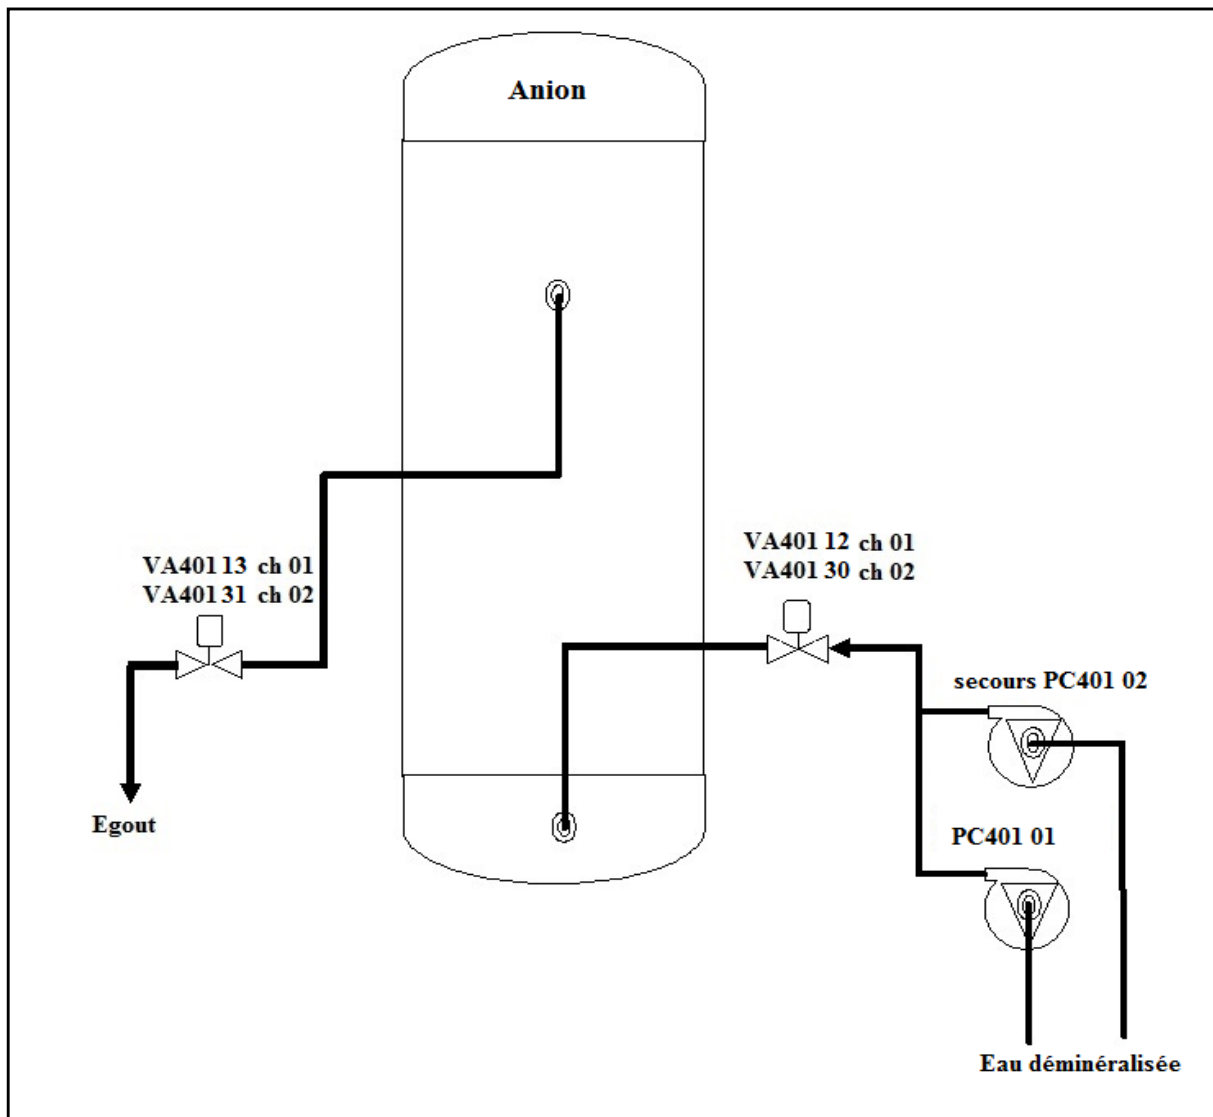 Anion
VA401 13 ch 01
VA401 31 ch 02
VA401 12 ch 01
VA401 30 ch 02
secours PC401 02
Egout
PC401 01
Eau déminéralisée